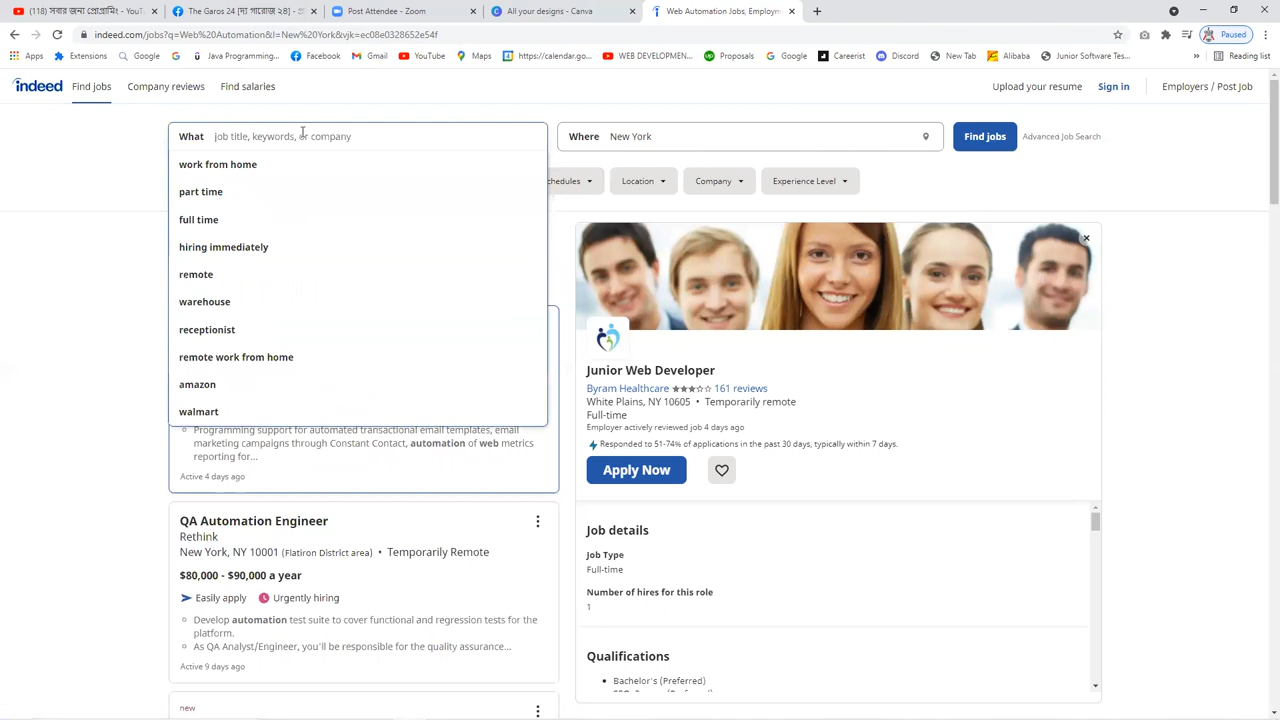 (118) সবার জন্য প্রোগ্রামিং - YouT
The Garos 24 [দ্য গারোজ ২৪] |
Post Attendee - Zoom
All your designs - Canva
Web Automation Jobs, Employm
indeed.com/jobs?q=Web%20Automation&l=New%20York&vjk=ec08e0328652e54f
Paused
Apps
Extensions
Google
Java Programming...
Facebook
Gmail
YouTube
Maps
https://calendar.go...
WEB DEVELOPMEN...
Proposals
Google
Careerist
Discord
New Tab
Alibaba
Junior Software Tes...
Reading list
indeed
Find jobs
Company reviews
Find salaries
Upload your resume
Sign in
Employers / Post Job
What job title, keywords, or company
Where New York
Find jobs
Advanced Job Search
work from home
part time
full time
hiring immediately
remote
warehouse
receptionist
remote work from home
amazon
walmart
chedules
Location
Company
Experience Level
Programming support for automated transactional email templates, email
marketing campaigns through Constant Contact, automation of web metrics
reporting for...
Active 4 days ago
QA Automation Engineer
Rethink
New York, NY 10001 (Flatiron District area) • Temporarily Remote
$80,000 - $90,000 a year
Easily apply
Urgently hiring
Develop automation test suite to cover functional and regression tests for the
platform.
As QA Analyst/Engineer, you'll be responsible for the quality assurance...
Active 9 days ago
new
Junior Web Developer
Byram Healthcare 161 reviews
White Plains, NY 10605 • Temporarily remote
Full-time
Employer actively reviewed job 4 days ago
Responded to 51-74% of applications in the past 30 days, typically within 7 days.
Apply Now
Job details
Job Type
Full-time
Number of hires for this role
1
Qualifications
Bachelor's (Preferred)